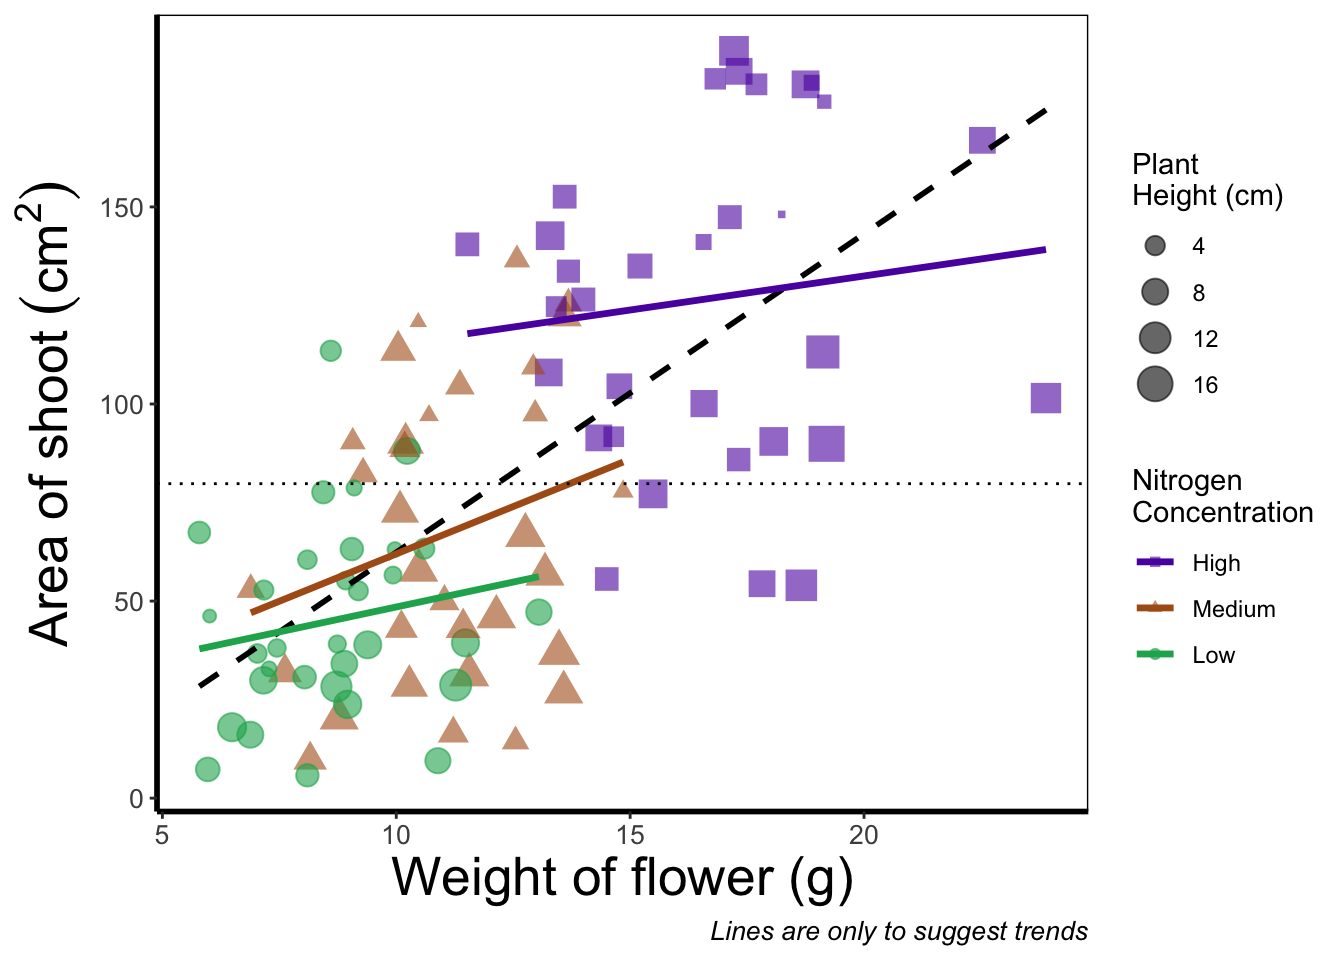 Area of shoot (cm²)
150
100
50
0
5 10 15 20
Weight of flower (g)
Lines are only to suggest trends
Plant
Height (cm)
4
8
12
16
Nitrogen
Concentration
High
Medium
Low